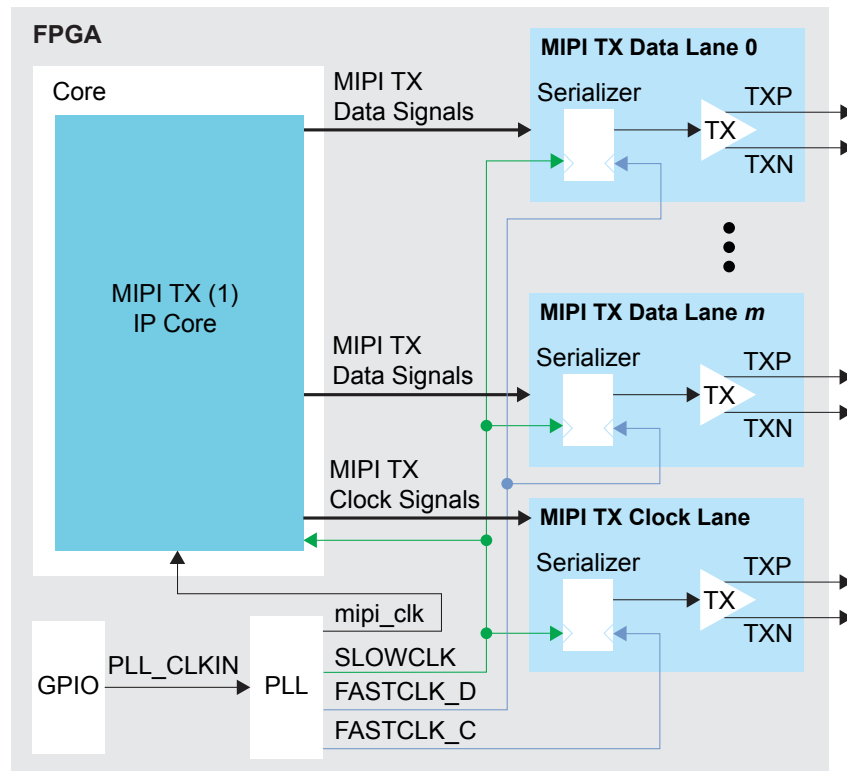 FPGA
Core
MIPI TX (1)
IP Core
MIPI TX
Data Signals
MIPI TX Data Lane 0
Serializer
TX
TXP
TXN
MIPI TX
Data Signals
MIPI TX Data Lane m
Serializer
TX
TXP
TXN
MIPI TX
Clock Signals
MIPI TX Clock Lane
Serializer
TX
TXP
TXN
GPIO
PLL_CLKIN
PLL
mipi_clk
SLOWCLK
FASTCLK_D
FASTCLK_C